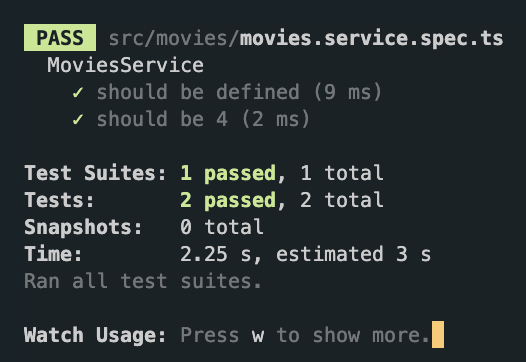 PASS src/movies/movies.service.spec.ts
MoviesService
✓ should be defined (9 ms)
✓ should be 4 (2 ms)
Test Suites: 1 passed, 1 total
Tests: 2 passed, 2 total
Snapshots: 0 total
Time: 2.25 s, estimated 3 s
Ran all test suites.
Watch Usage: Press w to show more.